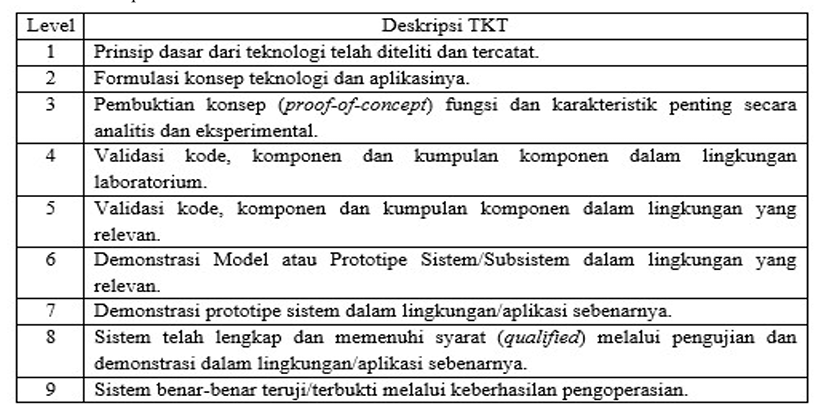 Level Deskripsi TKT
1 Prinsip dasar dari teknologi telah diteliti dan tercatat.
2 Formulasi konsep teknologi dan aplikasinya.
3 Pembuktian konsep (proof-of-concept) fungsi dan karakteristik penting secara
analitis dan eksperimental.
4 Validasi kode, komponen dan kumpulan komponen dalam lingkungan
laboratorium.
5 Validasi kode, komponen dan kumpulan komponen dalam lingkungan yang
relevan.
6 Demonstrasi Model atau Prototipe Sistem/Subsistem dalam lingkungan yang
relevan.
7 Demonstrasi prototipe sistem dalam lingkungan/aplikasi sebenarnya.
8 Sistem telah lengkap dan memenuhi syarat (qualified) melalui pengujian dan
demonstrasi dalam lingkungan/aplikasi sebenarnya.
9 Sistem benar-benar teruji/terbukti melalui keberhasilan pengoperasian.